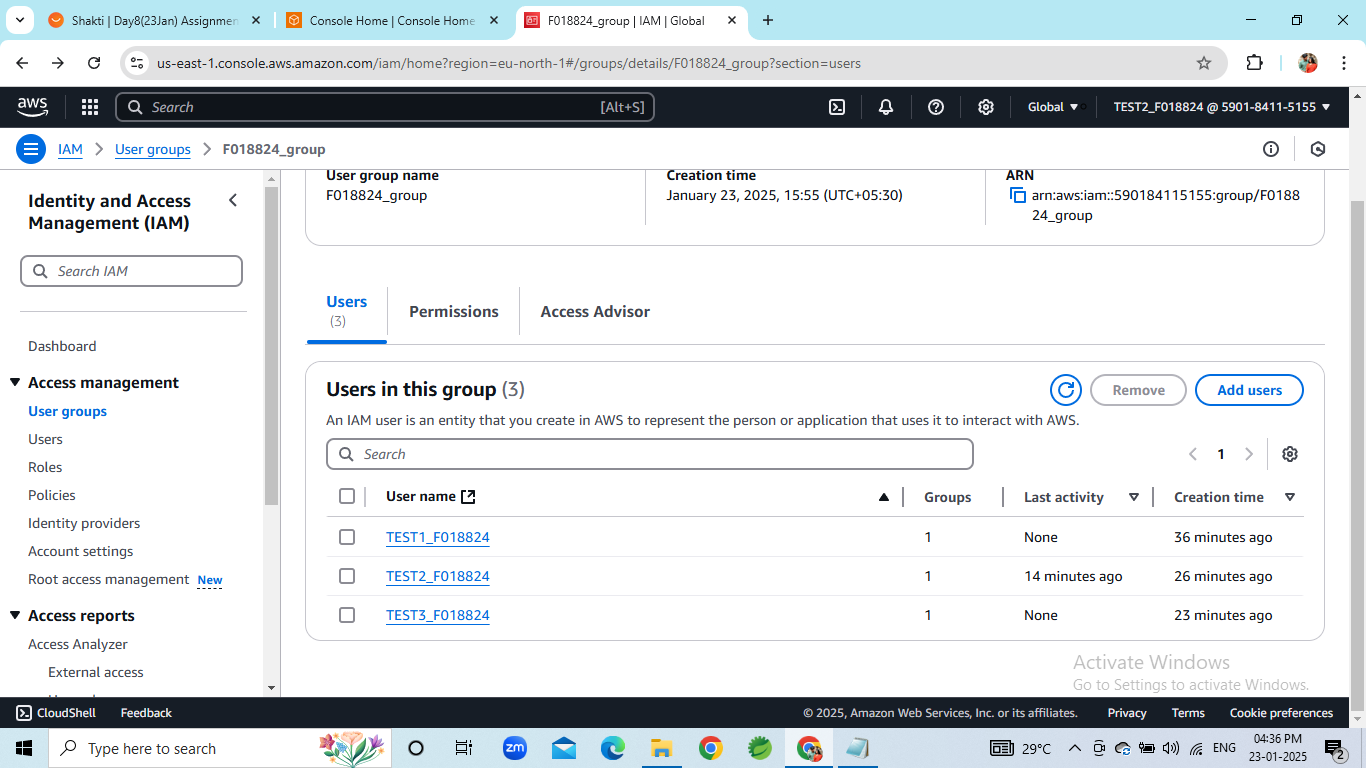 Shakti | Day8(23Jan) Assignmen
Console Home | Console Home
F018824_group | IAM | Global
us-east-1.console.aws.amazon.com/iam/home?region=eu-north-1#/groups/details/F018824_group?section=users
aws
Search [Alt+S]
Global
TEST2_F018824 @ 5901-8411-5155
IAM
User groups
F018824_group
Identity and Access
Management (IAM)
Search IAM
Dashboard
Access management
User groups
Users
Roles
Policies
Identity providers
Account settings
Root access management New
Access reports
Access Analyzer
External access
User group name
F018824_group
Creation time
January 23, 2025, 15:55 (UTC+05:30)
ARN
arn:aws:iam::590184115155:group/F0188
24_group
Users
(3)
Permissions
Access Advisor
Users in this group (3)
Remove
Add users
An IAM user is an entity that you create in AWS to represent the person or application that uses it to interact with AWS.
Search
1
User name Groups Last activity Creation time
TEST1_F018824 1 None 36 minutes ago
TEST2_F018824 1 14 minutes ago 26 minutes ago
TEST3_F018824 1 None 23 minutes ago
Activate Windows
Go to Settings to activate Windows.
CloudShell Feedback © 2025, Amazon Web Services, Inc. or its affiliates. Privacy Terms Cookie preferences
Type here to search
zm
29°C
ENG
04:36 PM
23-01-2025
2